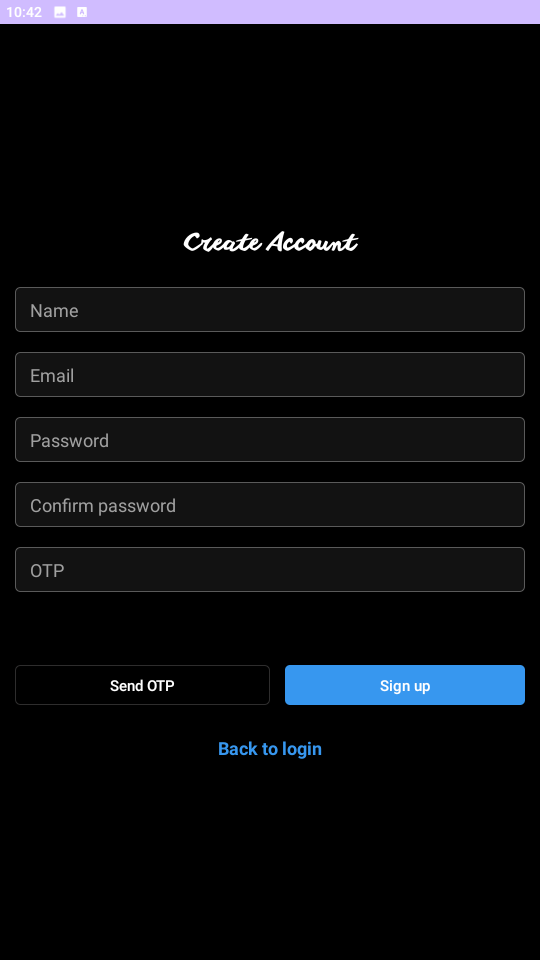 10:42
Create Account
Name
Email
Password
Confirm password
OTP
Send OTP
Sign up
Back to login